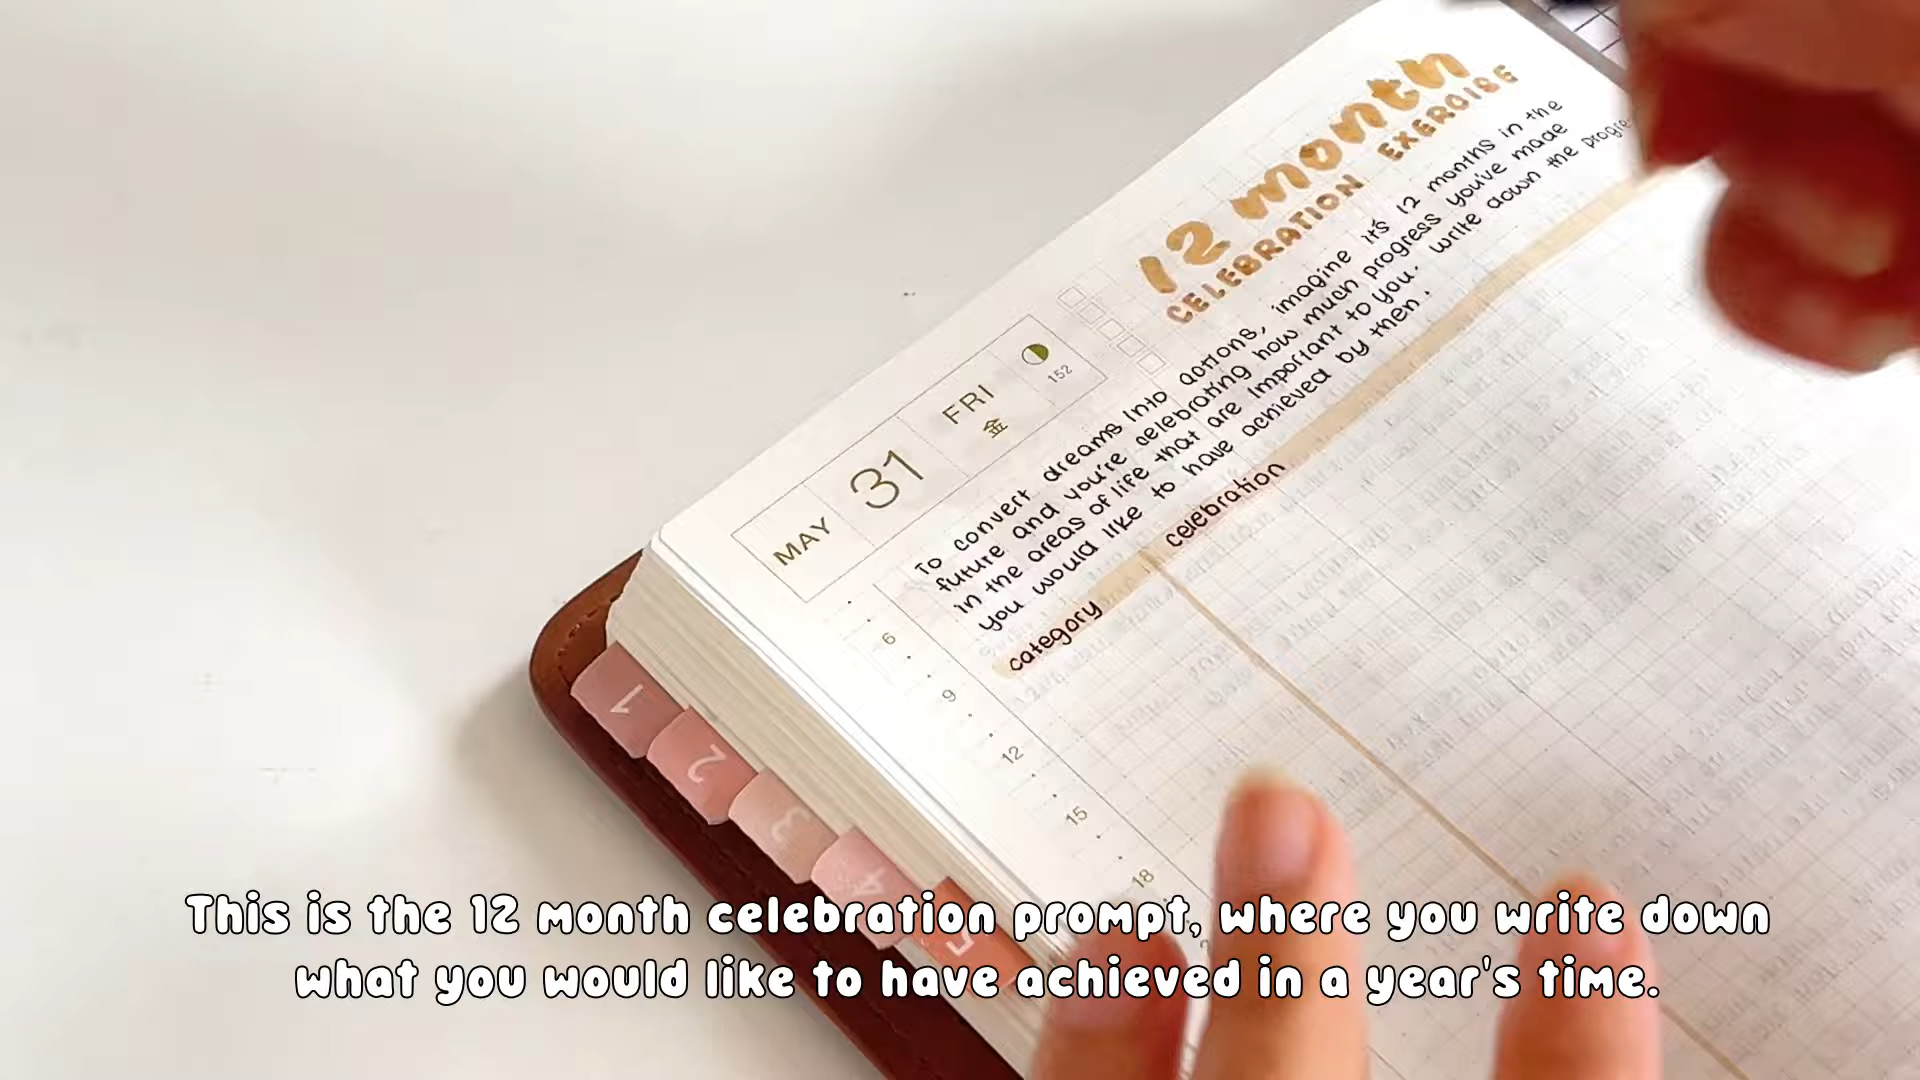 12 month
CELEBRATION EXERCISE
To convert dreams into actions, imagine it's 12 months in the
future and you're celebrating how much progress you've made
in the areas of life that are important to you. write down the
you would like to have achieved by then.
category celebration
MAY 31 FRI
金
152
6
9
12
15
18
1
2
3
4
5
This is the 12 month celebration prompt, where you write down
what you would like to have achieved in a year's time.